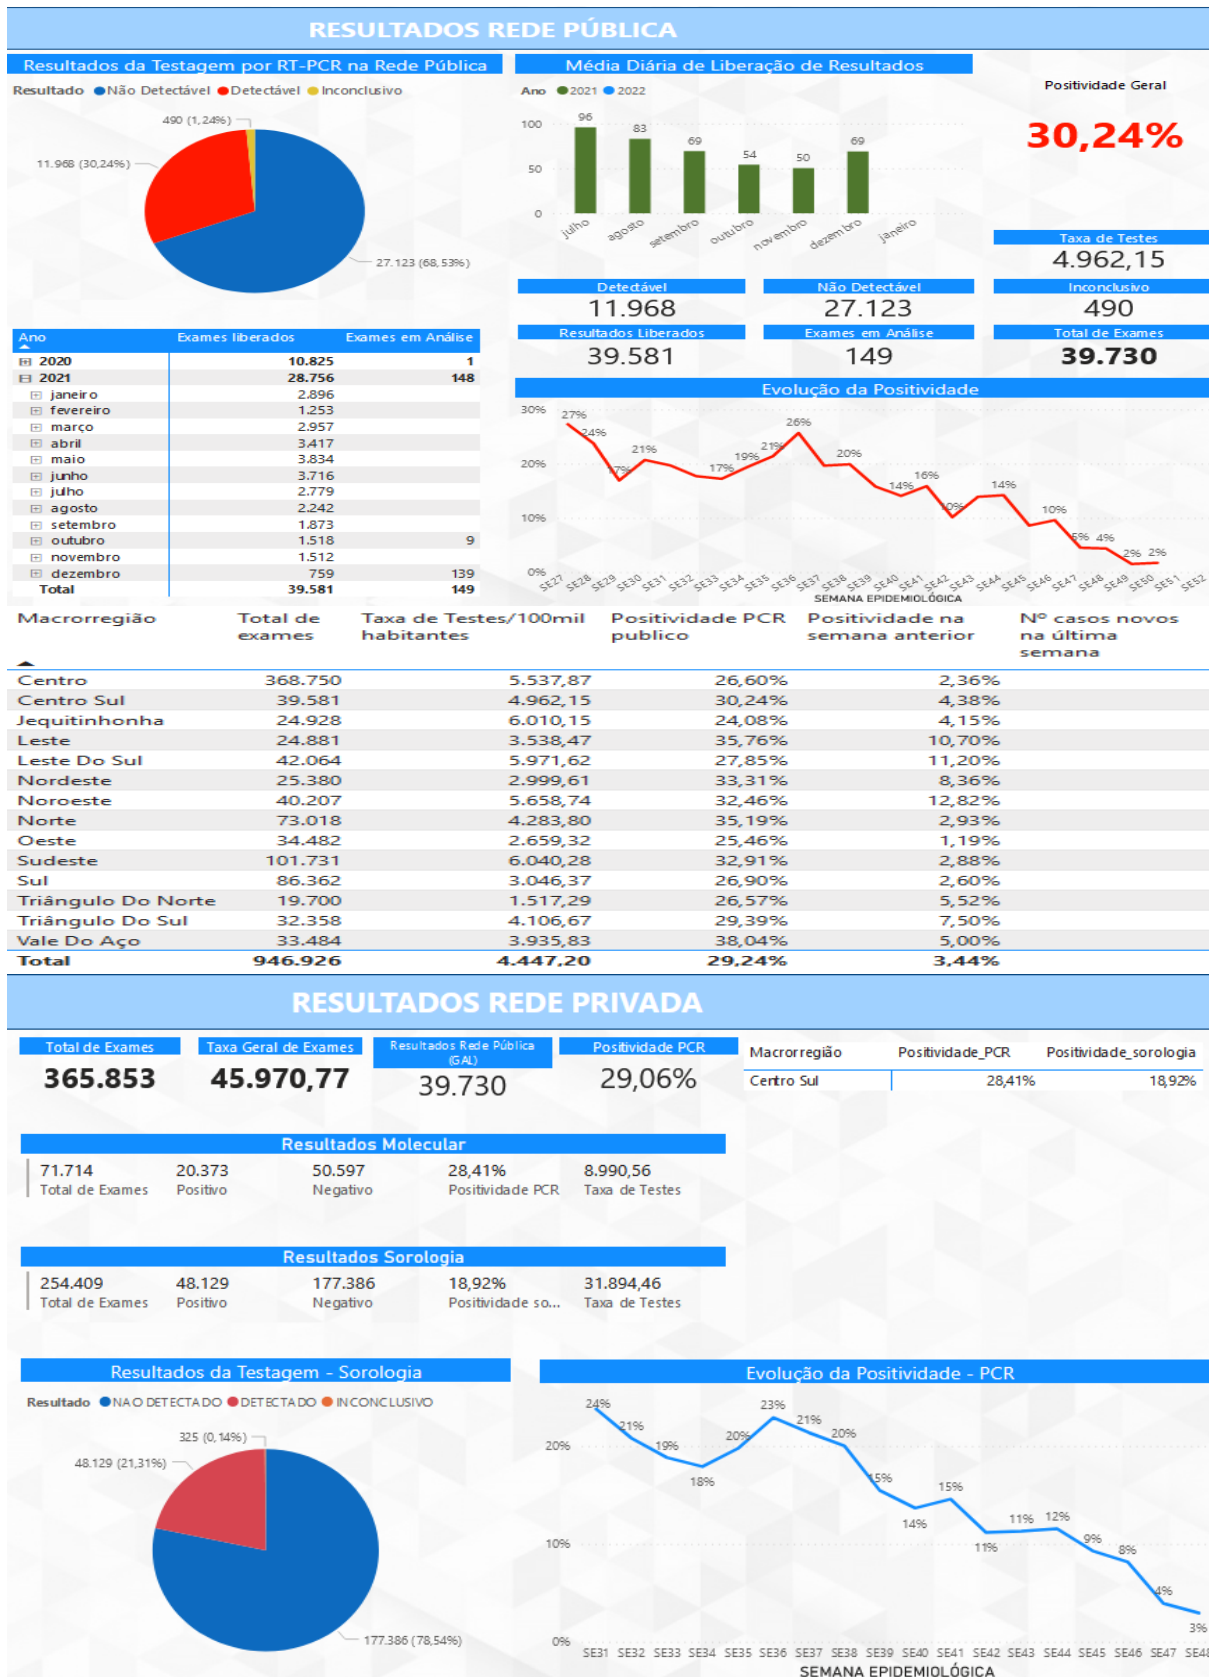 RESULTADOS REDE PÚBLICA
Resultados da Testagem por RT-PCR na Rede Pública
Resultado Não Detectável Detectável Inconclusivo
490 (1,24%)
11.968 (30,24%)
27.123 (68,53%)
Média Diária de Liberação de Resultados
Ano 2021 2022
100
50
0
96
83
69
54
50
69
julho
agosto
setembro
outubro
novembro
dezembro
janeiro
Positividade Geral
30,24%
Taxa de Testes
4.962,15
Detectável
11.968
Não Detectável
27.123
Inconclusivo
490
Resultados Liberados
39.581
Exames em Análise
149
Total de Exames
39.730
Ano Exames liberados Exames em Análise
2020 10.825 1
2021 28.756 148
janeiro 2.896
fevereiro 1.253
março 2.957
abril 3.417
maio 3.834
junho 3.716
julho 2.779
agosto 2.242
setembro 1.873
outubro 1.518 9
novembro 1.512
dezembro 759 139
Total 39.581 149
Evolução da Positividade
30%
20%
10%
0%
27%
24%
17%
21%
17%
19%
21%
26%
20%
14%
16%
10%
14%
10%
5%
4%
2%
2%
SE27 SE28 SE29 SE30 SE31 SE32 SE33 SE34 SE35 SE36 SE37 SE38 SE39 SE40 SE41 SE42 SE43 SE44 SE45 SE46 SE47 SE48 SE49 SE50 SE51 SE52
SEMANA EPIDEMIOLÓGICA
Macrorregião Total de exames Taxa de Testes/100mil habitantes Positividade PCR publico Positividade na semana anterior Nº casos novos na última semana
Centro 368.750 5.537,87 26,60% 2,36%
Centro Sul 39.581 4.962,15 30,24% 4,38%
Jequitinhonha 24.928 6.010,15 24,08% 4,15%
Leste 24.881 3.538,47 35,76% 10,70%
Leste Do Sul 42.064 5.971,62 27,85% 11,20%
Nordeste 25.380 2.999,61 33,31% 8,36%
Noroeste 40.207 5.658,74 32,46% 12,82%
Norte 73.018 4.283,80 35,19% 2,93%
Oeste 34.482 2.659,32 25,46% 1,19%
Sudeste 101.731 6.040,28 32,91% 2,88%
Sul 86.362 3.046,37 26,90% 2,60%
Triângulo Do Norte 19.700 1.517,29 26,57% 5,52%
Triângulo Do Sul 32.358 4.106,67 29,39% 7,50%
Vale Do Aço 33.484 3.935,83 38,04% 5,00%
Total 946.926 4.447,20 29,24% 3,44%
RESULTADOS REDE PRIVADA
Total de Exames
365.853
Taxa Geral de Exames
45.970,77
Resultados Rede Pública
(GAL)
39.730
Positividade PCR
29,06%
Macrorregião Positividade_PCR Positividade_sorologia
Centro Sul 28,41% 18,92%
Resultados Molecular
71.714 20.373 50.597 28,41% 8.990,56
Total de Exames Positivo Negativo Positividade PCR Taxa de Testes
Resultados Sorologia
254.409 48.129 177.386 18,92% 31.894,46
Total de Exames Positivo Negativo Positividade so... Taxa de Testes
Resultados da Testagem - Sorologia
Resultado NAO DETECTADO DETECTADO INCONCLUSIVO
325 (0,14%)
48.129 (21,31%)
177.386 (78,54%)
Evolução da Positividade - PCR
20%
10%
0%
24%
21%
19%
18%
20%
23%
21%
20%
15%
14%
15%
11%
11%
12%
9%
8%
4%
3%
SE31 SE32 SE33 SE34 SE35 SE36 SE37 SE38 SE39 SE40 SE41 SE42 SE43 SE44 SE45 SE46 SE47 SE48
SEMANA EPIDEMIOLÓGICA